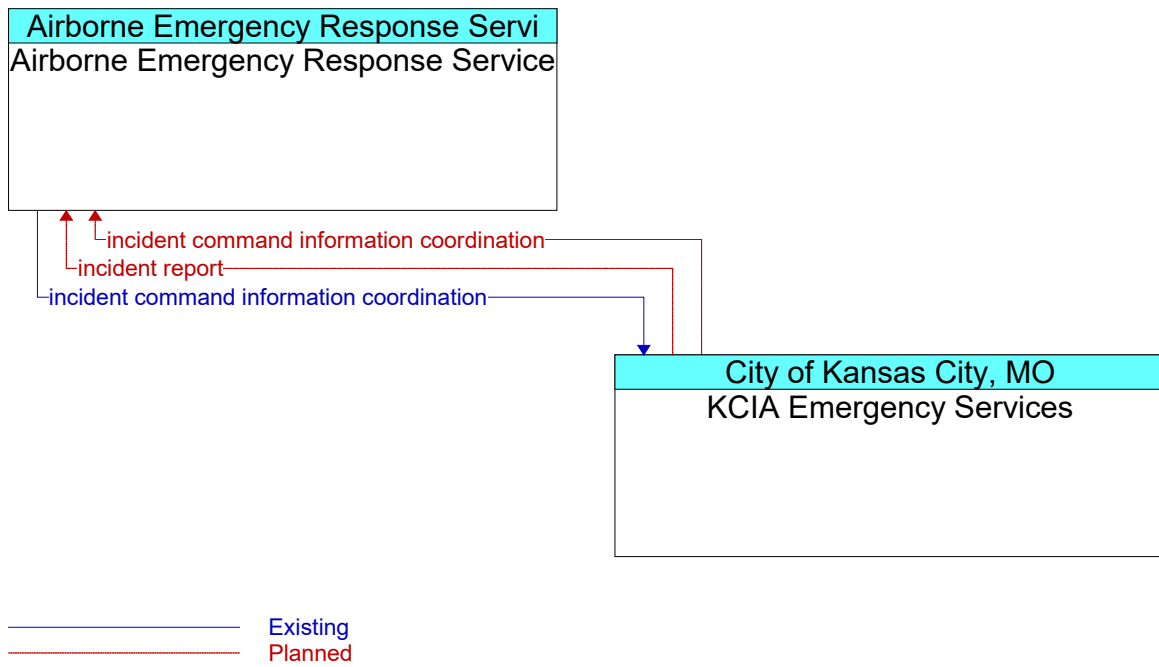 Airborne Emergency Response Servi
Airborne Emergency Response Service
incident command information coordination
incident report
incident command information coordination
City of Kansas City, MO
KCIA Emergency Services
Existing
Planned